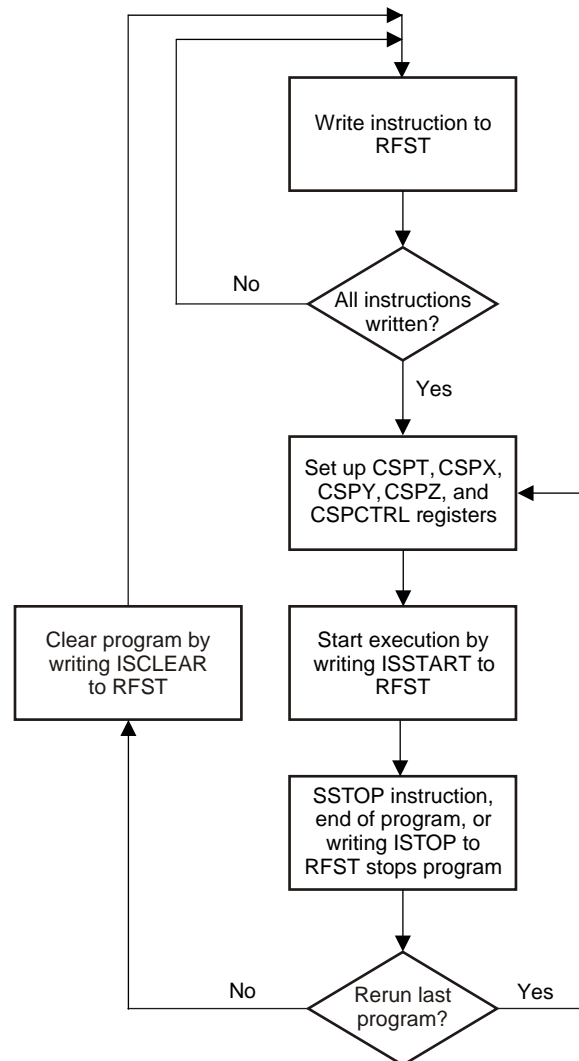 Write instruction to
RFST
No
All instructions
written?
Yes
Set up CSPT, CSPX,
CSPY, CSPZ, and
CSPCTRL registers
Clear program by
writing ISCLEAR
to RFST
Start execution by
writing ISSTART to
RFST
SSTOP instruction,
end of program, or
writing ISTOP to
RFST stops program
No
Rerun last
program?
Yes